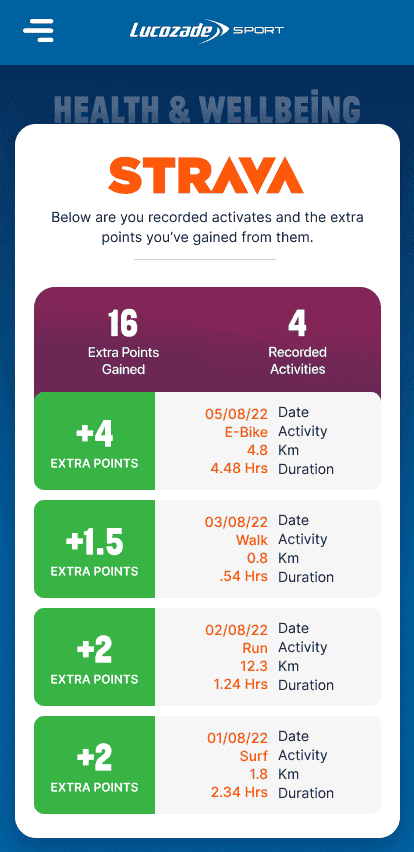 Lucozade SPORT
HEALTH & WELLBEİNG
STRAVA
Below are you recorded activates and the extra
points you’ve gained from them.
16
Extra Points
Gained
4
Recorded
Activities
+4
EXTRA POINTS
05/08/22 Date
E-Bike Activity
4.8 Km
4.48 Hrs Duration
+1.5
EXTRA POINTS
03/08/22 Date
Walk Activity
0.8 Km
.54 Hrs Duration
+2
EXTRA POINTS
02/08/22 Date
Run Activity
12.3 Km
1.24 Hrs Duration
+2
EXTRA POINTS
01/08/22 Date
Surf Activity
1.8 Km
2.34 Hrs Duration